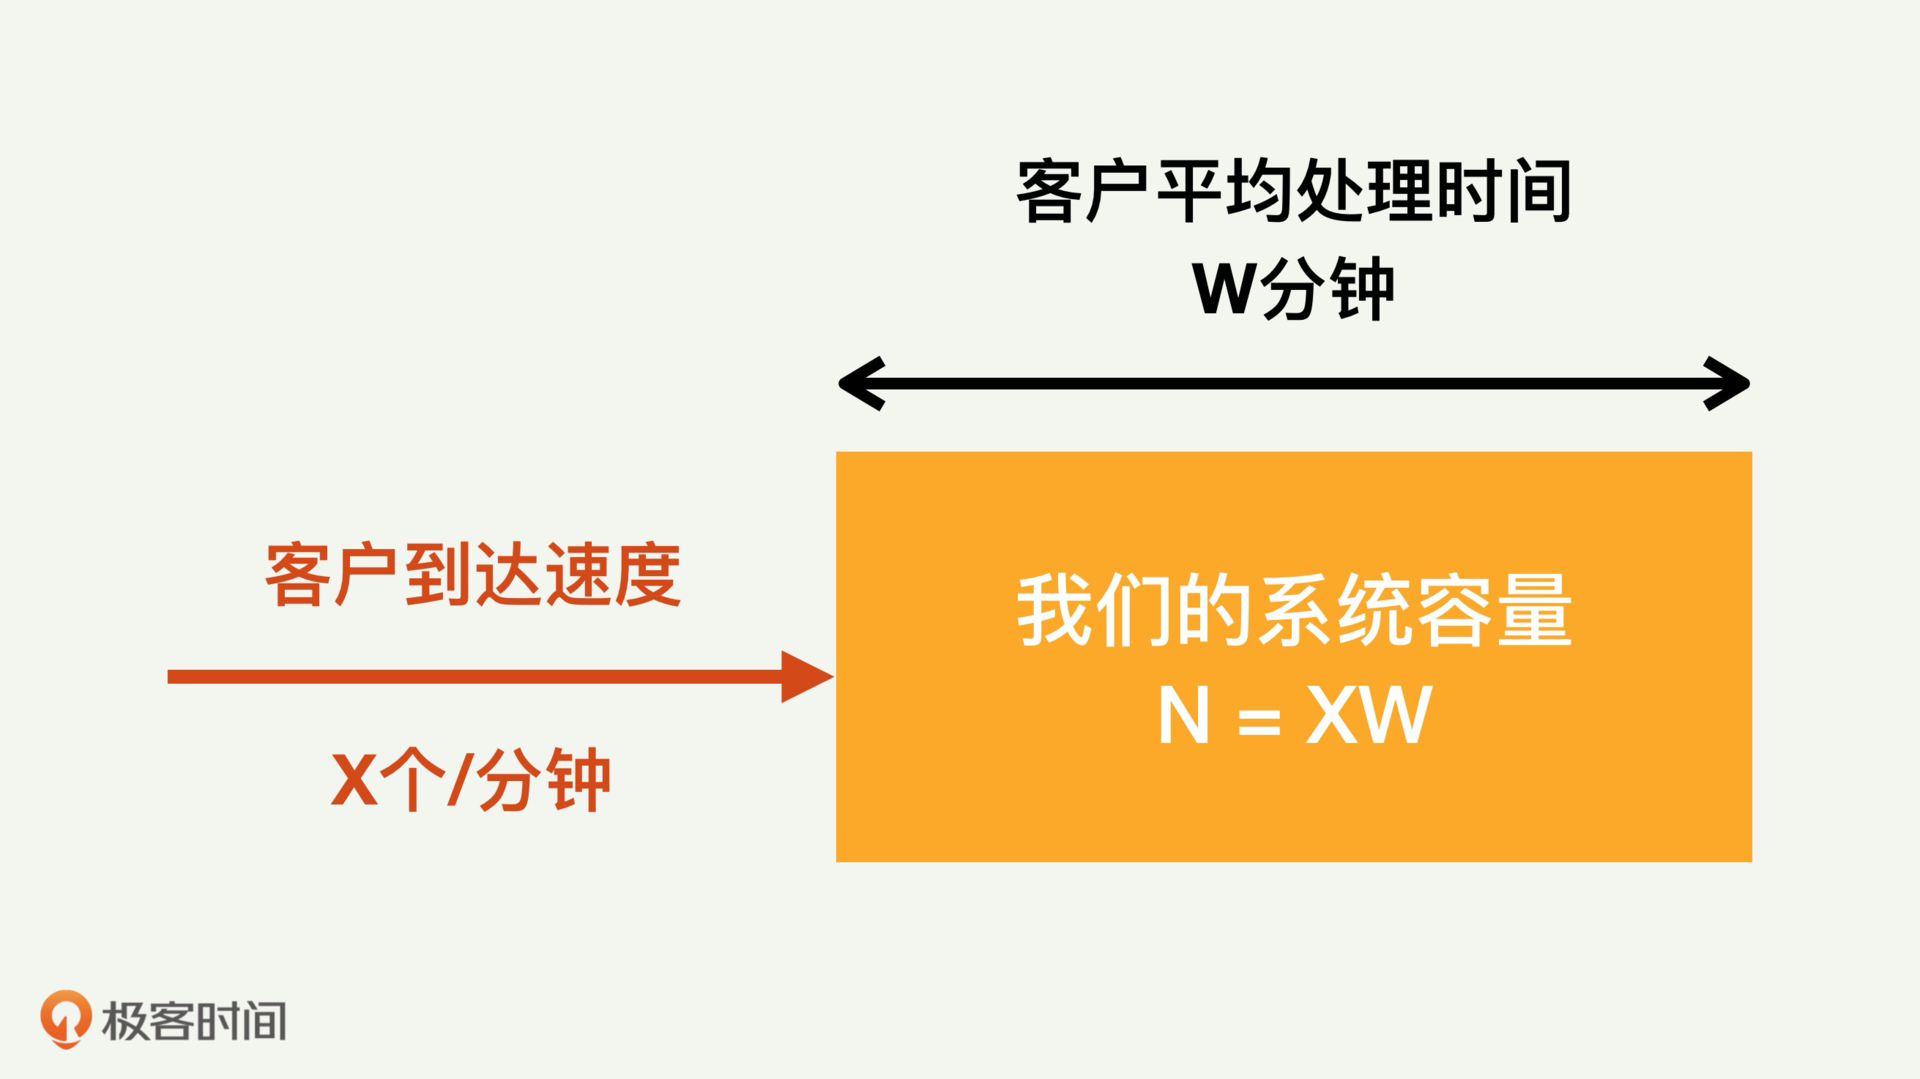 客户平均处理时间
W分钟
客户到达速度
X个/分钟
我们的系统容量
N = XW
极客时间